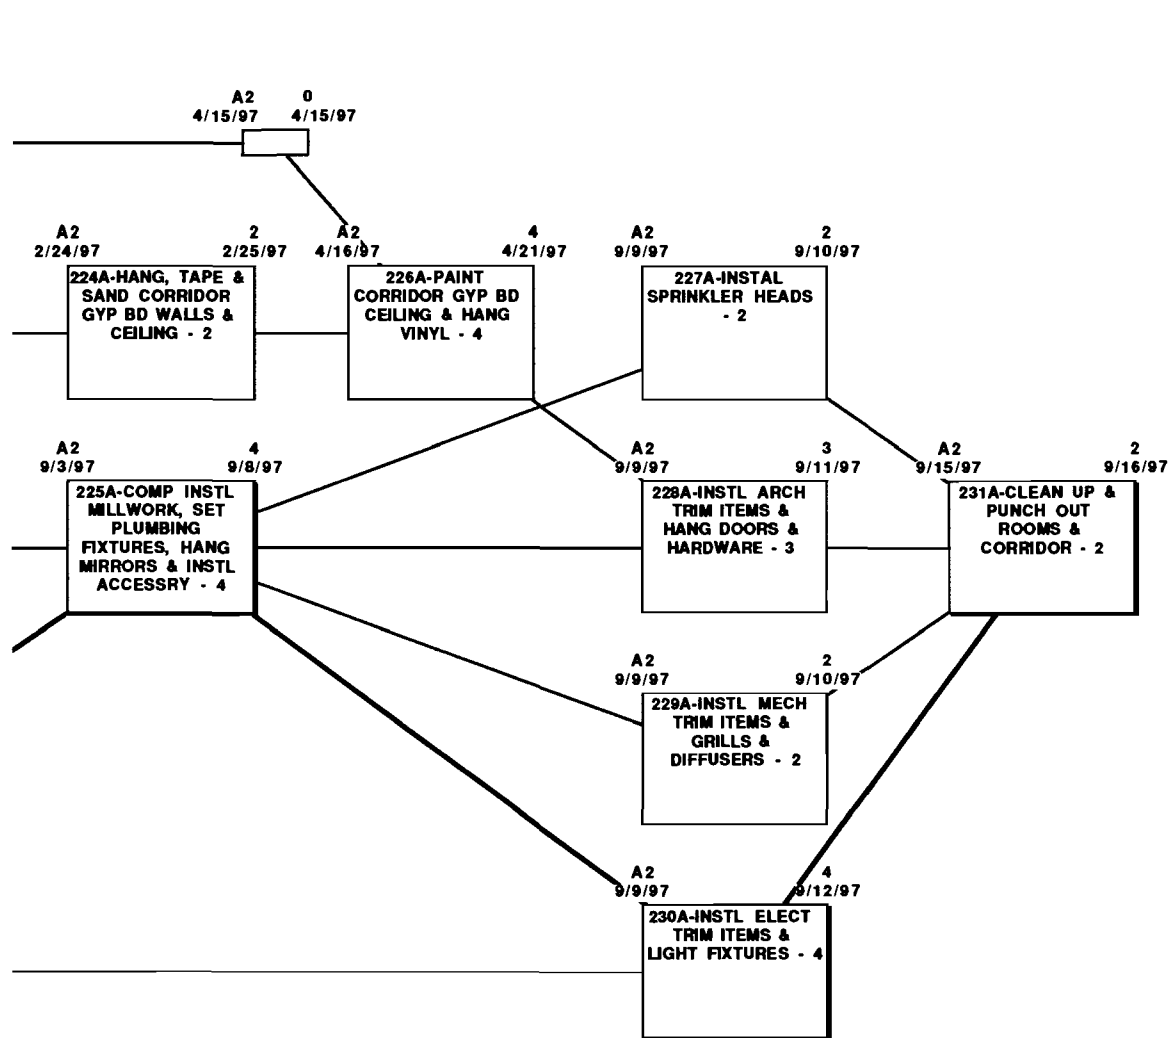 A2 0
4/15/97 4/15/97
A2 2
2/24/97 2/25/97
224A-HANG, TAPE &
SAND CORRIDOR
GYP BD WALLS &
CEILING - 2
A2 4
4/16/97 4/21/97
226A-PAINT
CORRIDOR GYP BD
CEILING & HANG
VINYL - 4
A2 2
9/9/97 9/10/97
227A-INSTAL
SPRINKLER HEADS
- 2
A2 4
9/3/97 9/8/97
225A-COMP INSTL
MILLWORK, SET
PLUMBING
FIXTURES, HANG
MIRRORS & INSTL
ACCESSRY - 4
A2 3
9/9/97 9/11/97
228A-INSTL ARCH
TRIM ITEMS &
HANG DOORS &
HARDWARE - 3
A2 2
9/15/97 9/16/97
231A-CLEAN UP &
PUNCH OUT
ROOMS &
CORRIDOR - 2
A2 2
9/9/97 9/10/97
229A-INSTL MECH
TRIM ITEMS &
GRILLS &
DIFFUSERS - 2
A2 4
9/9/97 9/12/97
230A-INSTL ELECT
TRIM ITEMS &
LIGHT FIXTURES - 4